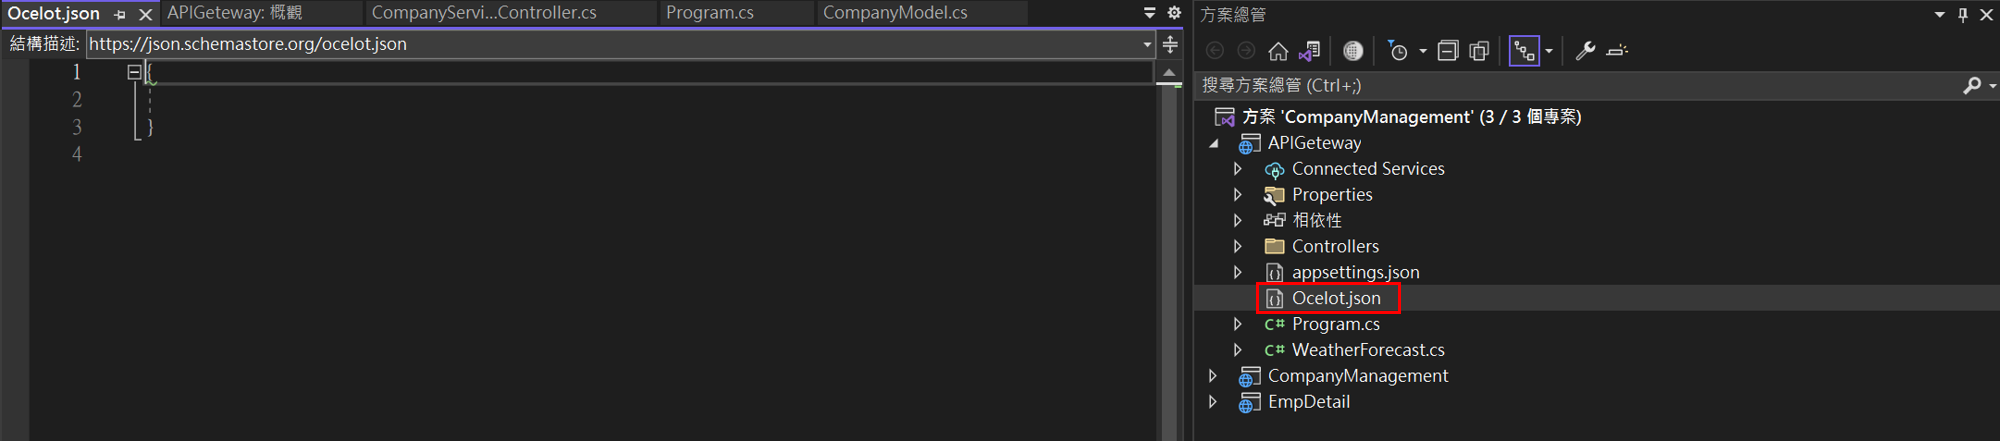 Ocelot.json
APIGeteway: 概觀
CompanyServi...Controller.cs
Program.cs
CompanyModel.cs
結構描述: https://json.schemastore.org/ocelot.json
1 {
2
3 }
4
方案總管
搜尋方案總管 (Ctrl+;)
方案 'CompanyManagement' (3 / 3 個專案)
APIGeteway
Connected Services
Properties
相依性
Controllers
appsettings.json
Ocelot.json
C# Program.cs
C# WeatherForecast.cs
CompanyManagement
EmpDetail